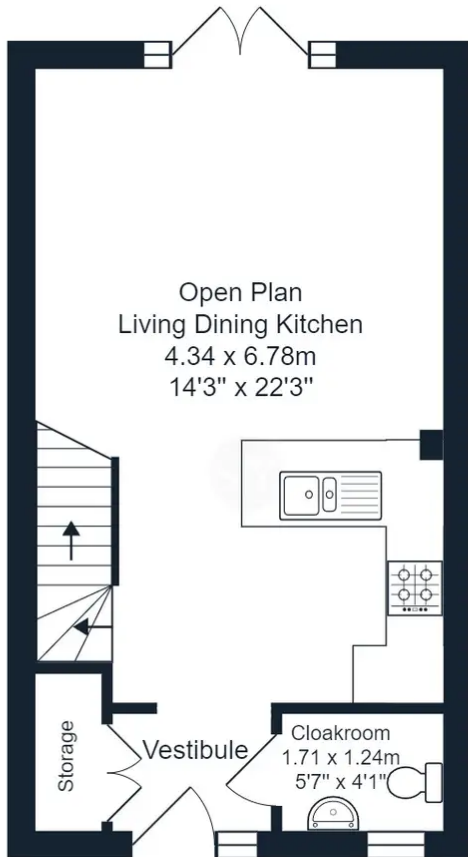 Open Plan
Living Dining Kitchen
4.34 x 6.78m
14'3" x 22'3"
Storage
Vestibule
Cloakroom
1.71 x 1.24m
5'7" x 4'1"